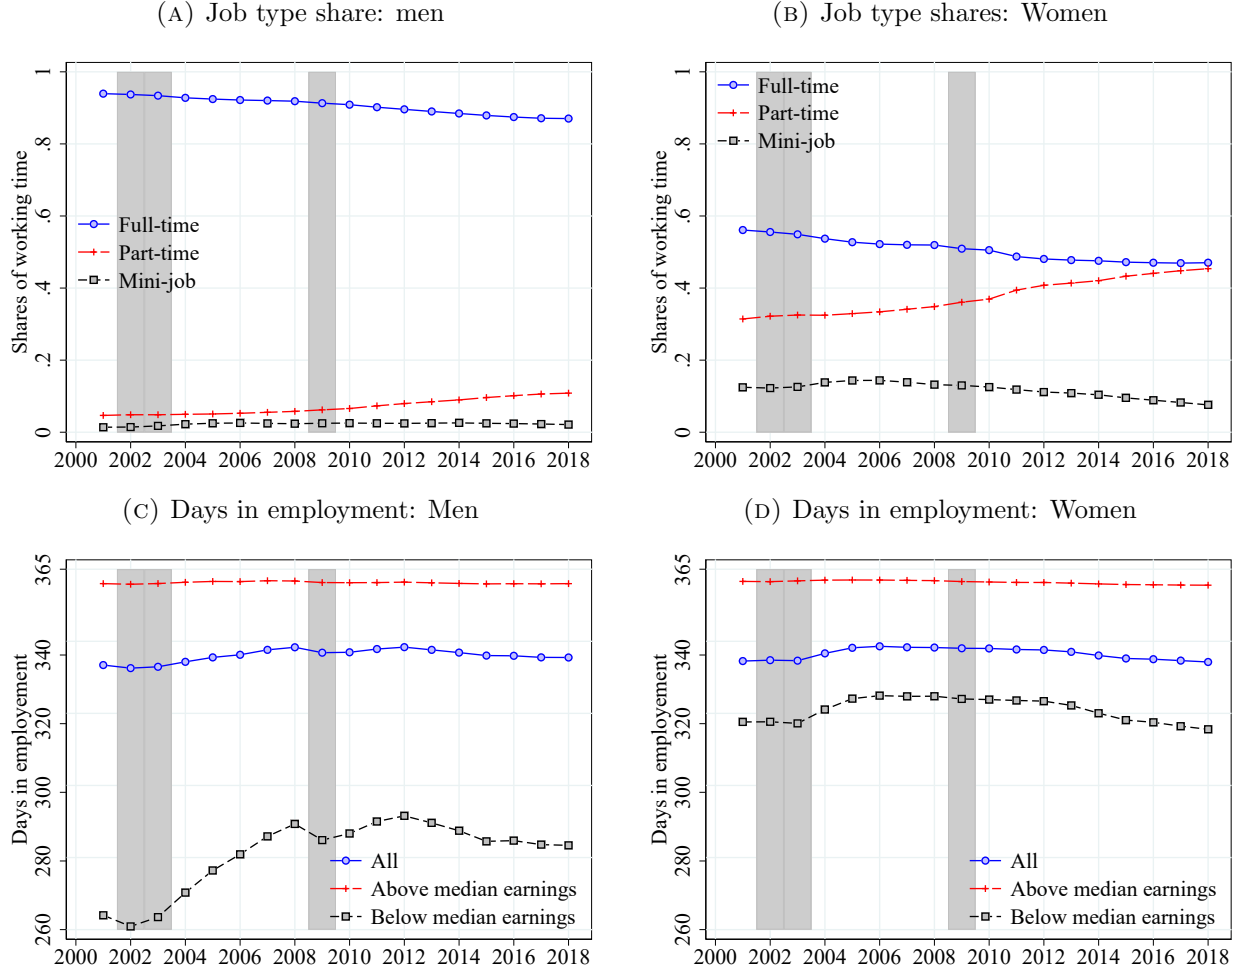 (A) Job type share: men
Shares of working time
1
.8
.6
.4
.2
0
Full-time
Part-time
Mini-job
2000 2002 2004 2006 2008 2010 2012 2014 2016 2018
(B) Job type shares: Women
Shares of working time
1
.8
.6
.4
.2
0
Full-time
Part-time
Mini-job
2000 2002 2004 2006 2008 2010 2012 2014 2016 2018
(C) Days in employment: Men
Days in employement
365
340
320
300
280
260
All
Above median earnings
Below median earnings
2000 2002 2004 2006 2008 2010 2012 2014 2016 2018
(D) Days in employment: Women
Days in employement
365
340
320
300
280
260
All
Above median earnings
Below median earnings
2000 2002 2004 2006 2008 2010 2012 2014 2016 2018